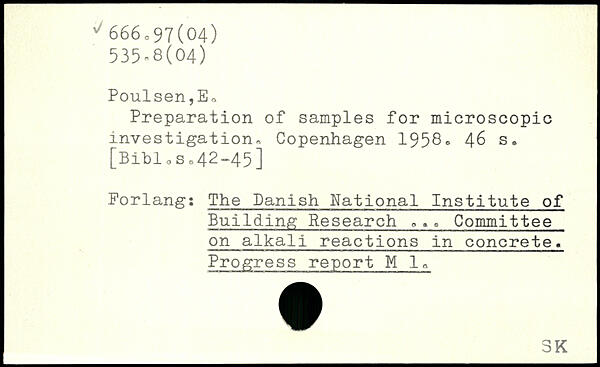 ✓ 666.97(04)
535.8(04)
Poulsen,E.
Preparation of samples for microscopic
investigation. Copenhagen 1958. 46 s.
[Bibl.s.42-45]
Forlang: The Danish National Institute of
Building Research ... Committee
on alkali reactions in concrete.
Progress report M 1.
SK